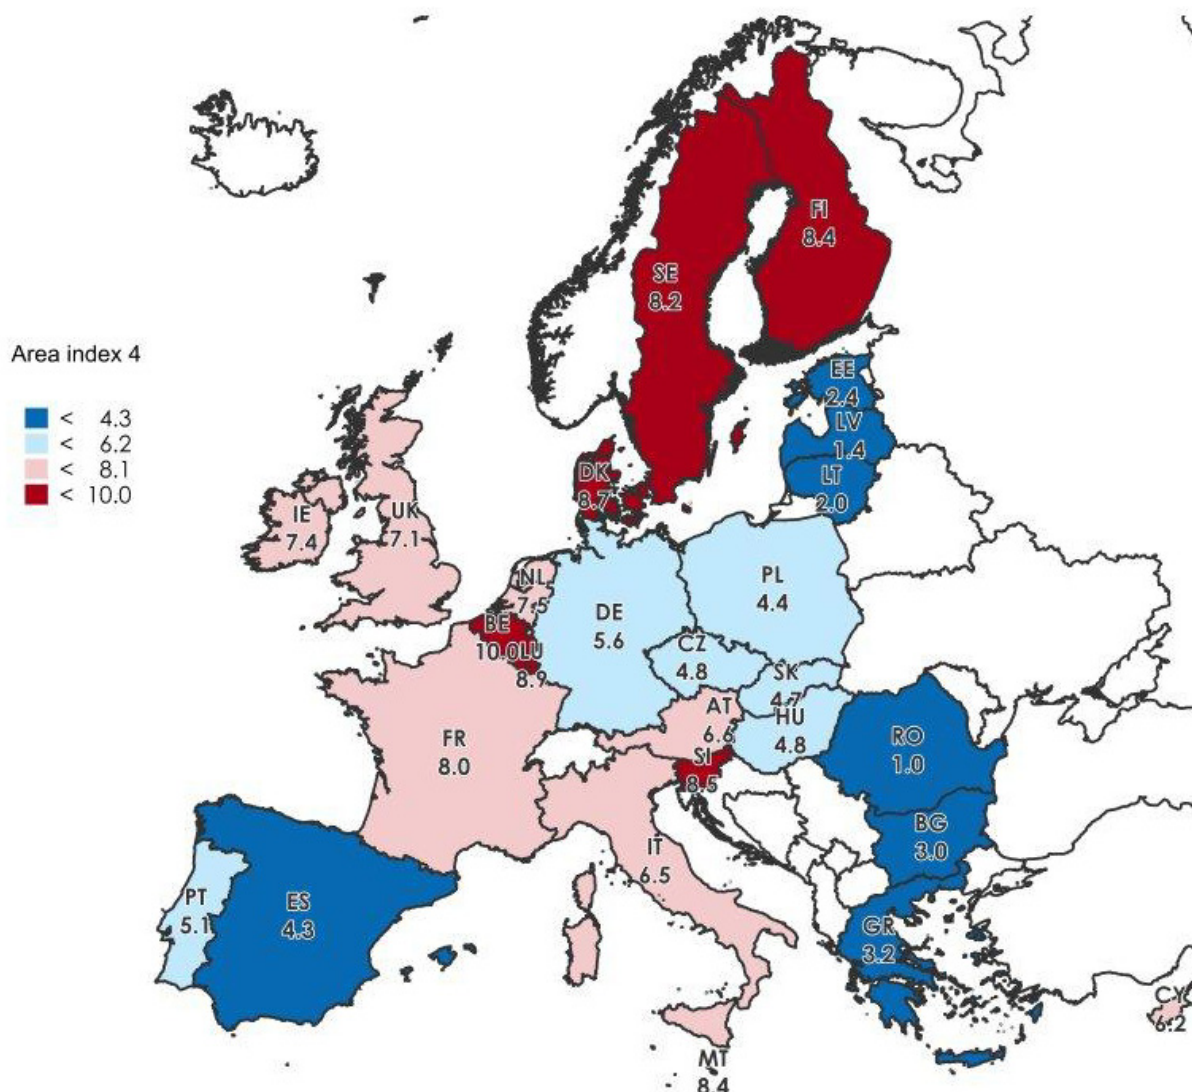 Area index 4
< 4.3
< 6.2
< 8.1
< 10.0
FI
8.4
SE
8.2
EE
2.4
LV
1.4
LT
2.0
DK
8.7
IE
7.4
UK
7.1
NL
7.5
BE
10.0
LU
8.9
DE
5.6
PL
4.4
CZ
4.8
SK
4.7
AT
6.6
HU
4.8
FR
8.0
SI
8.5
RO
1.0
BG
3.0
IT
6.5
PT
5.1
ES
4.3
GR
3.2
CY
6.2
MT
8.4